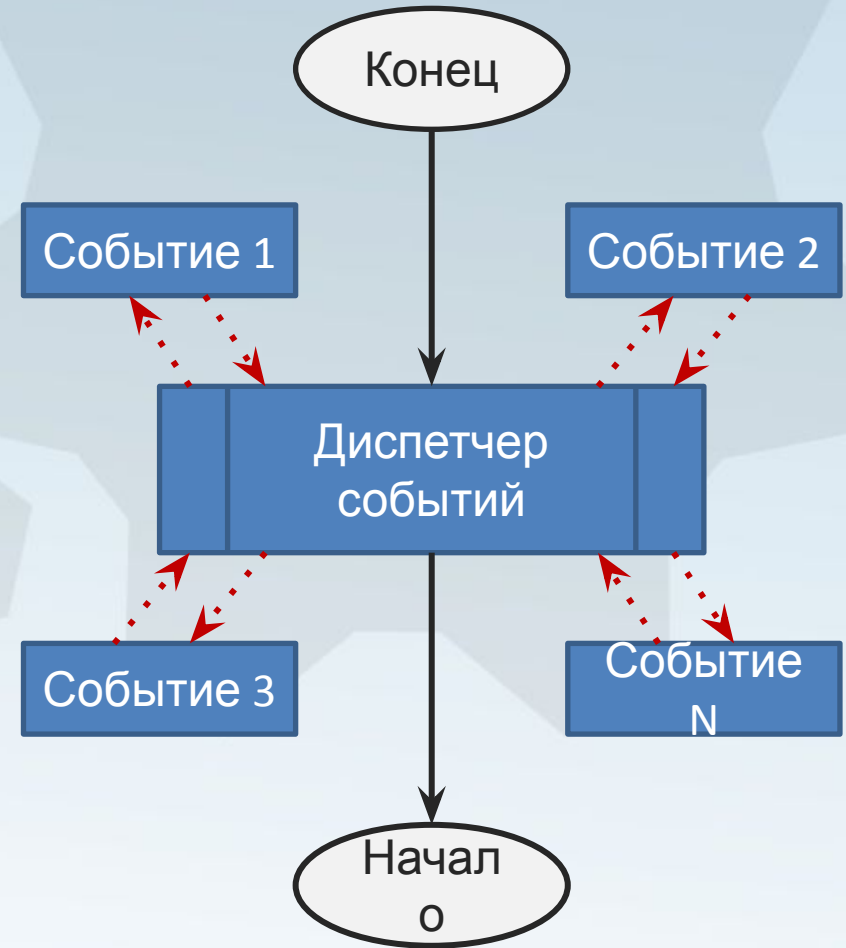 Конец
Событие 1
Событие 2
Диспетчер
событий
Событие 3
Событие
N
Начал
о